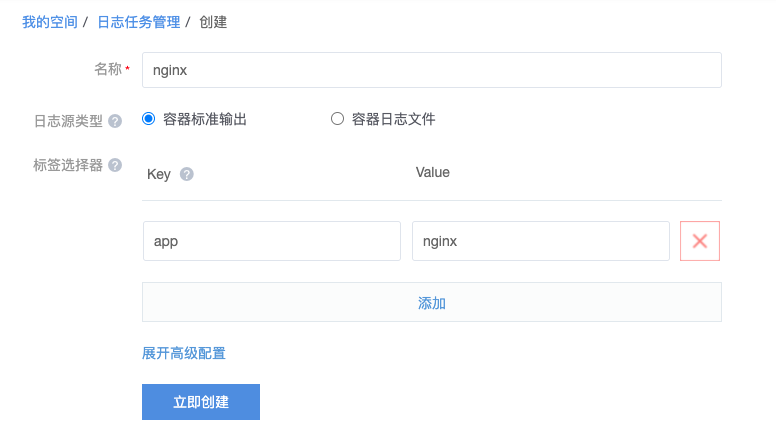 我的空间 / 日志任务管理 / 创建
名称 * nginx
日志源类型 ? 容器标准输出 容器日志文件
标签选择器 ? Key ? Value
app nginx
添加
展开高级配置
立即创建